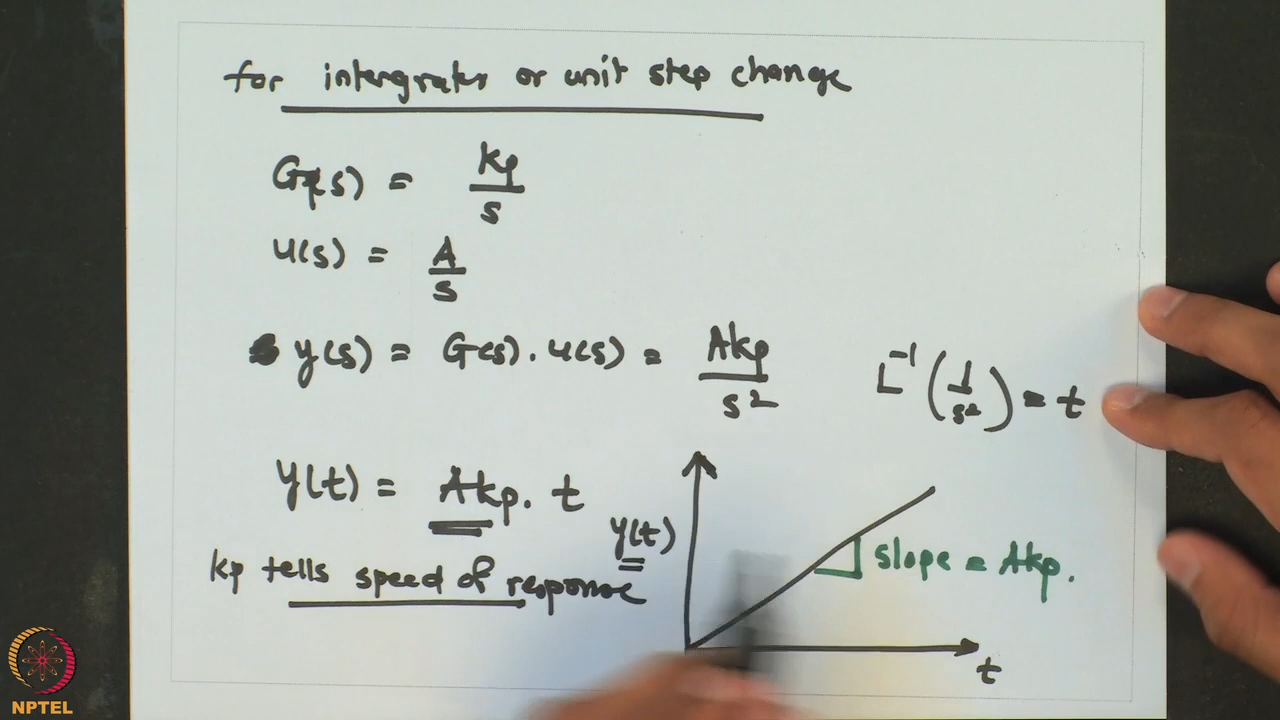 for intergrater or unit step change
G(s) = kp/s
u(s) = A/s
y(s) = G(s) . u(s) = Akp/s²
L⁻¹(1/s²) = t
y(t) = Akp. t
kp tells speed of response
y(t)
slope = Akp.
t
NPTEL